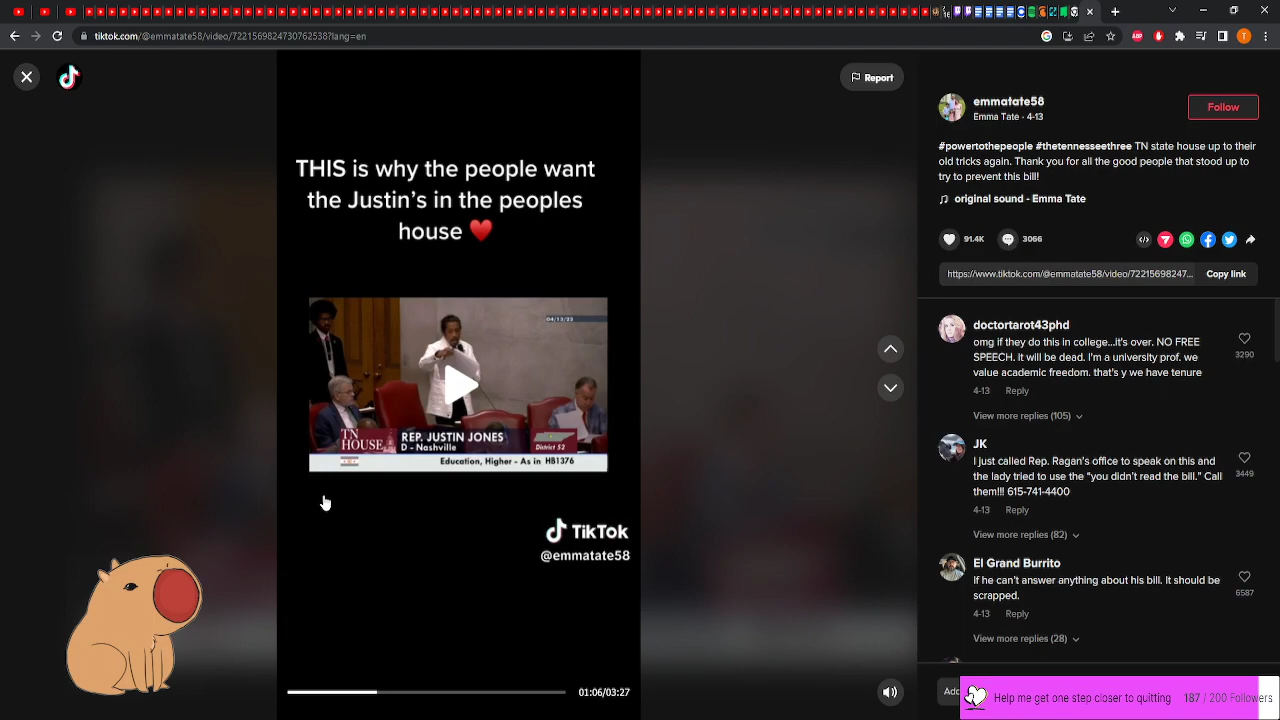 tiktok.com/@emmatate58/video/7221569824730762538?lang=en
Report
THIS is why the people want
the Justin’s in the peoples
house ♥
04/13/23
TN
HOUSE
REP. JUSTIN JONES
D - Nashville
District 52
Education, Higher - As in HB1376
TikTok
@emmatate58
01:06/03:27
emmatate58
Emma Tate · 4-13
Follow
#powertothepeople #thetenesseethree TN state house up to their
old tricks again. Thank you all the great people that stood up to
try to prevent this bill!
original sound - Emma Tate
91.4K
3066
https://www.tiktok.com/@emmatate58/video/72215698247...
Copy link
doctortarot43phd
omg if they do this in college...it's over. NO FREE
SPEECH. it will be dead. I'm a university prof. we
value academic freedom. that's y we have tenure
3290
4-13 Reply
View more replies (105)
JK
I just called Rep. Ragan's office to speak on this and
the lady tried to use the "you didn't read the bill." Call
them!!! 615-741-4400
3449
4-13 Reply
View more replies (82)
El Grand Burrito
If he can't answer anything about his bill. It should be
scrapped.
6587
4-13 Reply
View more replies (28)
Add
Help me get one step closer to quitting 187 / 200 Followers